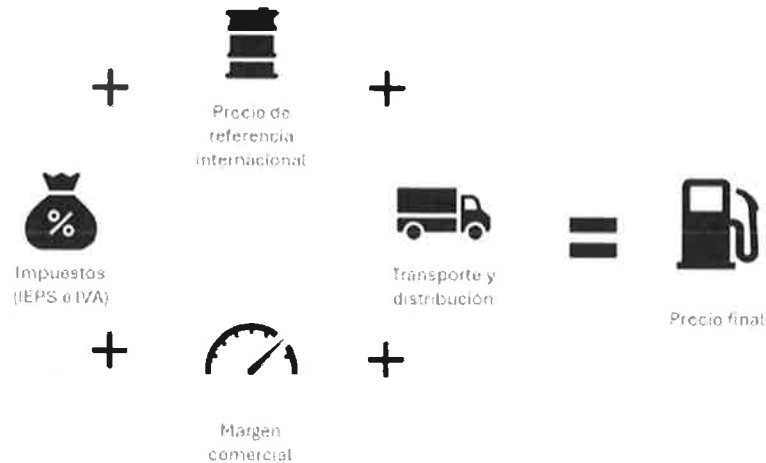 Precio de
referencia
internacional
%
Impuestos
(IEPS e IVA)
Transporte y
distribución
Precio final
Margen
comercial